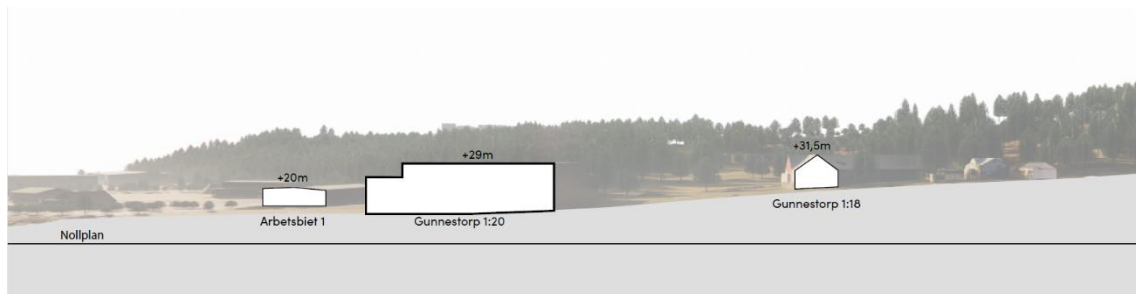 +31,5m
+29m
+20m
Gunnestorp 1:18
Arbetsbiet 1
Gunnestorp 1:20
Nollplan